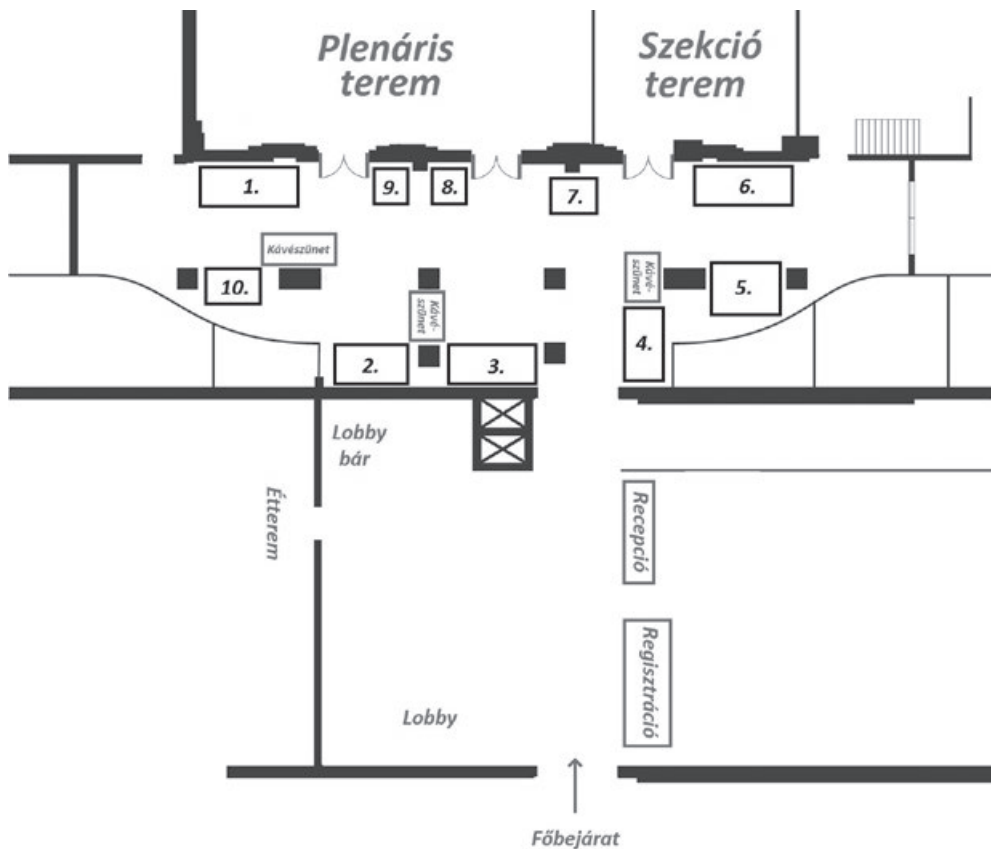 Plenáris
terem
Szekció
terem
1.
9.
8.
7.
6.
Kávészünet
10.
Kávé-
szünet
Kávé-
szünet
5.
2.
3.
4.
Lobby
bár
Étterem
Recepció
Regisztráció
Lobby
Főbejárat